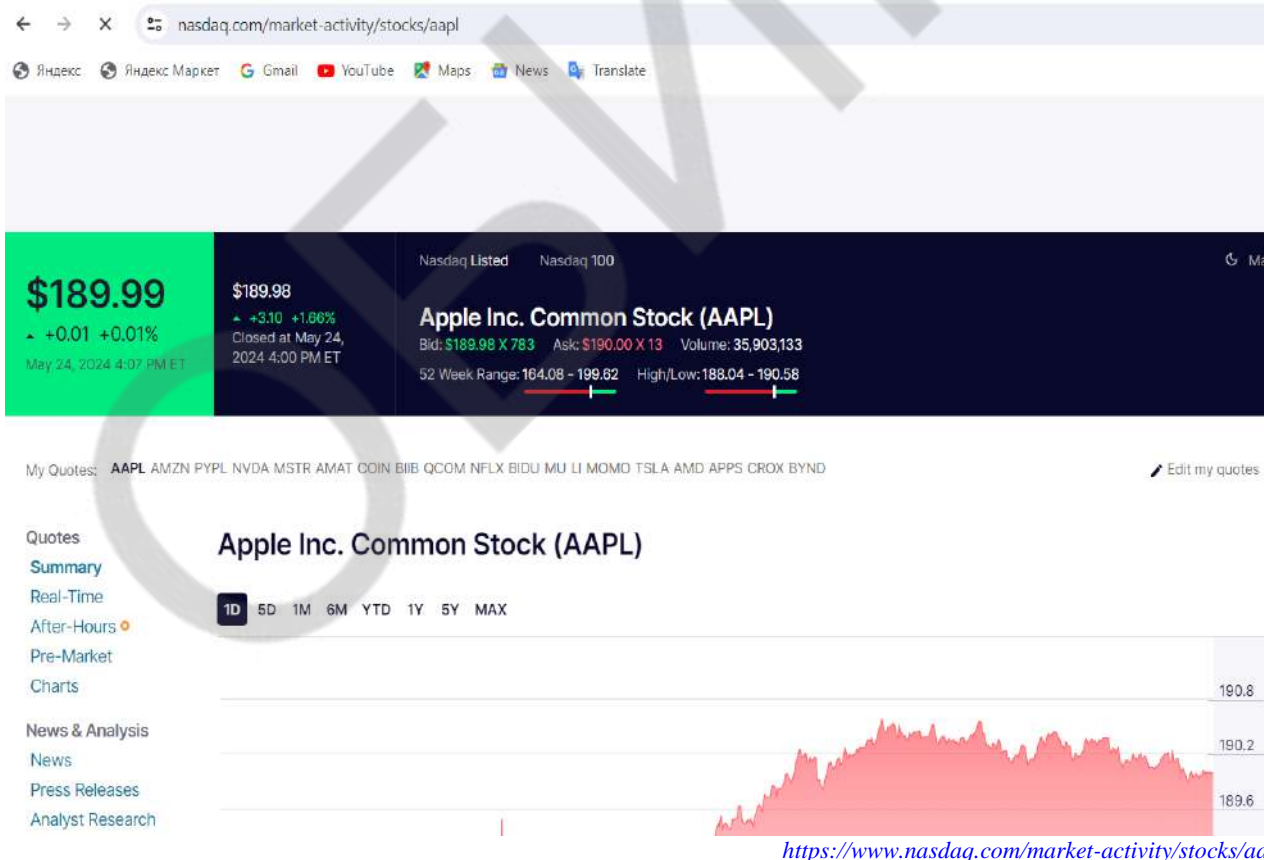 nasdaq.com/market-activity/stocks/aapl
Яндекс Яндекс Маркет Gmail YouTube Maps News Translate
Nasdaq Listed Nasdaq 100
$189.99
+0.01 +0.01%
May 24, 2024 4:07 PM ET
$189.98
+3.10 +1.66%
Closed at May 24,
2024 4:00 PM ET
Apple Inc. Common Stock (AAPL)
Bid: $189.98 X 783 Ask: $190.00 X 13 Volume: 35,903,133
52 Week Range: 164.08 - 199.62 High/Low: 188.04 - 190.58
My Quotes: AAPL AMZN PYPL NVDA MSTR AMAT COIN BIIB QCOM NFLX BIDU MU LI MOMO TSLA AMD APPS CROX BYND
Edit my quotes
Quotes
Summary
Real-Time
After-Hours
Pre-Market
Charts
News & Analysis
News
Press Releases
Analyst Research
Apple Inc. Common Stock (AAPL)
1D 5D 1M 6M YTD 1Y 5Y MAX
190.8
190.2
189.6